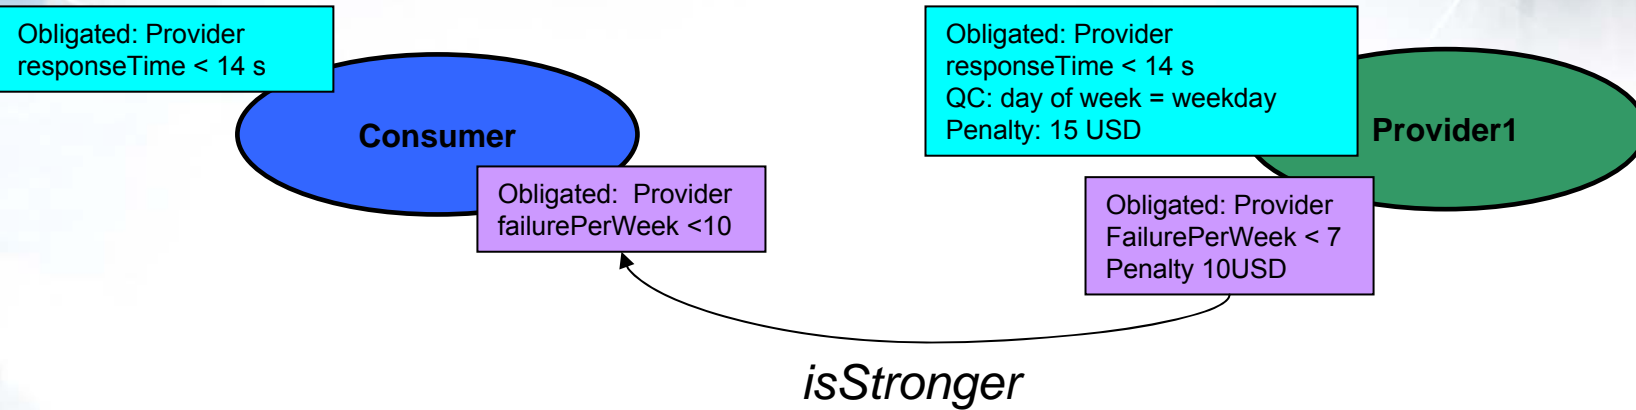 Obligated: Provider
responseTime < 14 s
Consumer
Obligated:  Provider
failurePerWeek <10
Obligated: Provider
responseTime < 14 s
QC: day of week = weekday
Penalty: 15 USD
Provider1
Obligated: Provider
FailurePerWeek < 7
Penalty 10USD
isStronger